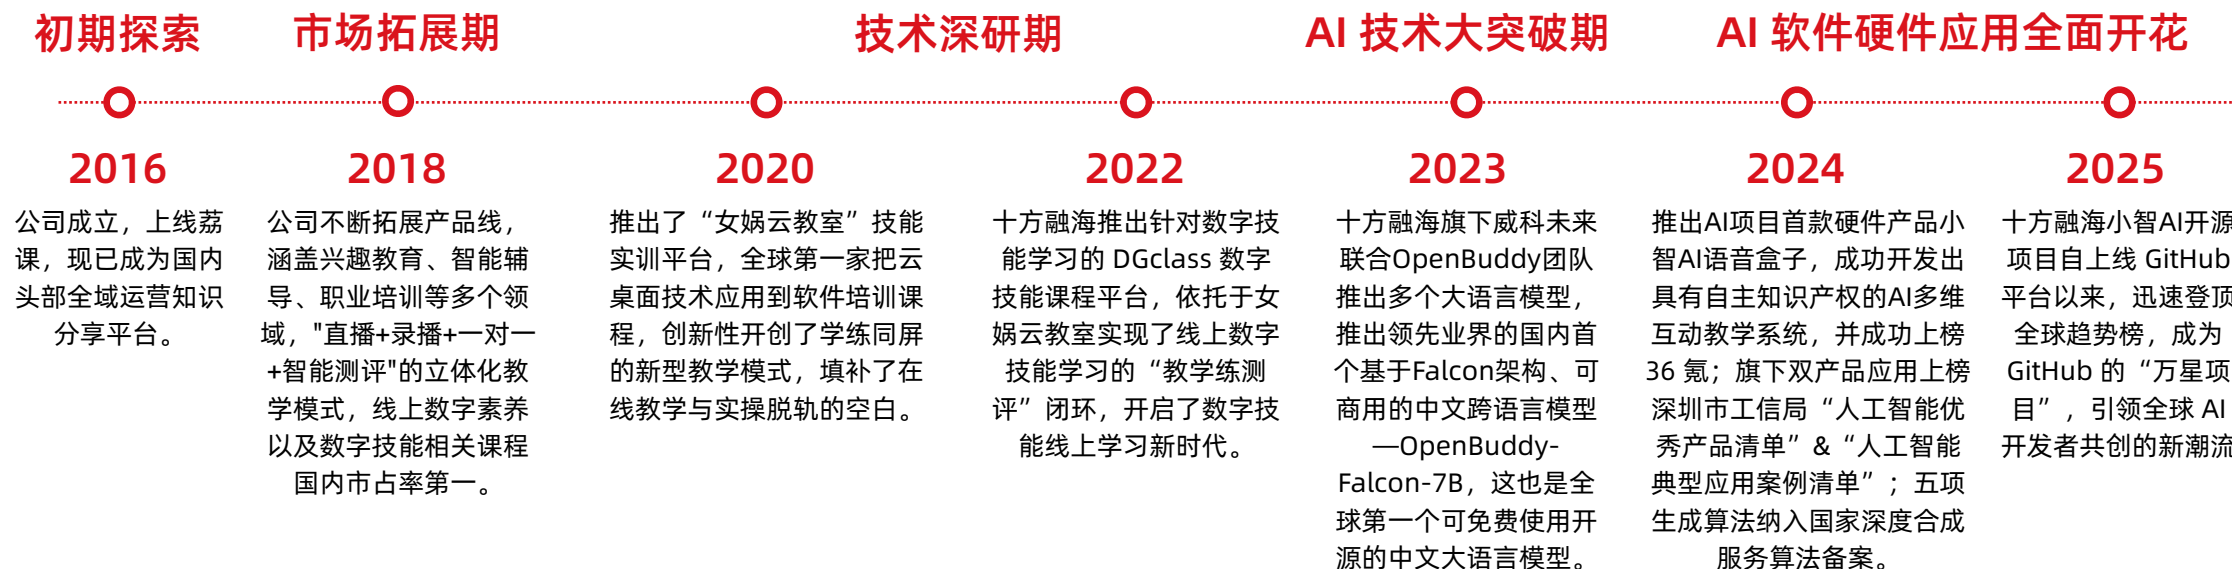 初期探索
市场拓展期
技术深研期
AI 技术大突破期
AI 软件硬件应用全面开花
2016
公司成立，上线荔
课，现已成为国内
头部全域运营知识
分享平台。
2018
公司不断拓展产品线，
涵盖兴趣教育、智能辅
导、职业培训等多个领
域，"直播+录播+一对一
+智能测评"的立体化教
学模式，线上数字素养
以及数字技能相关课程
国内市占率第一。
2020
推出了“女娲云教室”技能
实训平台，全球第一家把云
桌面技术应用到软件培训课
程，创新性开创了学练同屏
的新型教学模式，填补了在
线教学与实操脱轨的空白。
2022
十方融海推出针对数字技
能学习的 DGclass 数字
技能课程平台，依托于女
娲云教室实现了线上数字
技能学习的“教学练测
评”闭环，开启了数字技
能线上学习新时代。
2023
十方融海旗下威科未来
联合OpenBuddy团队
推出多个大语言模型，
推出领先业界的国内首
个基于Falcon架构、可
商用的中文跨语言模型
—OpenBuddy-
Falcon-7B，这也是全
球第一个可免费使用开
源的中文大语言模型。
2024
推出AI项目首款硬件产品小
智AI语音盒子，成功开发出
具有自主知识产权的AI多维
互动教学系统，并成功上榜
36 氪；旗下双产品应用上榜
深圳市工信局“人工智能优
秀产品清单”&“人工智能
典型应用案例清单”；五项
生成算法纳入国家深度合成
服务算法备案。
2025
十方融海小智AI开源
项目自上线 GitHub
平台以来，迅速登顶
全球趋势榜，成为
GitHub 的“万星项
目”，引领全球 AI
开发者共创的新潮流